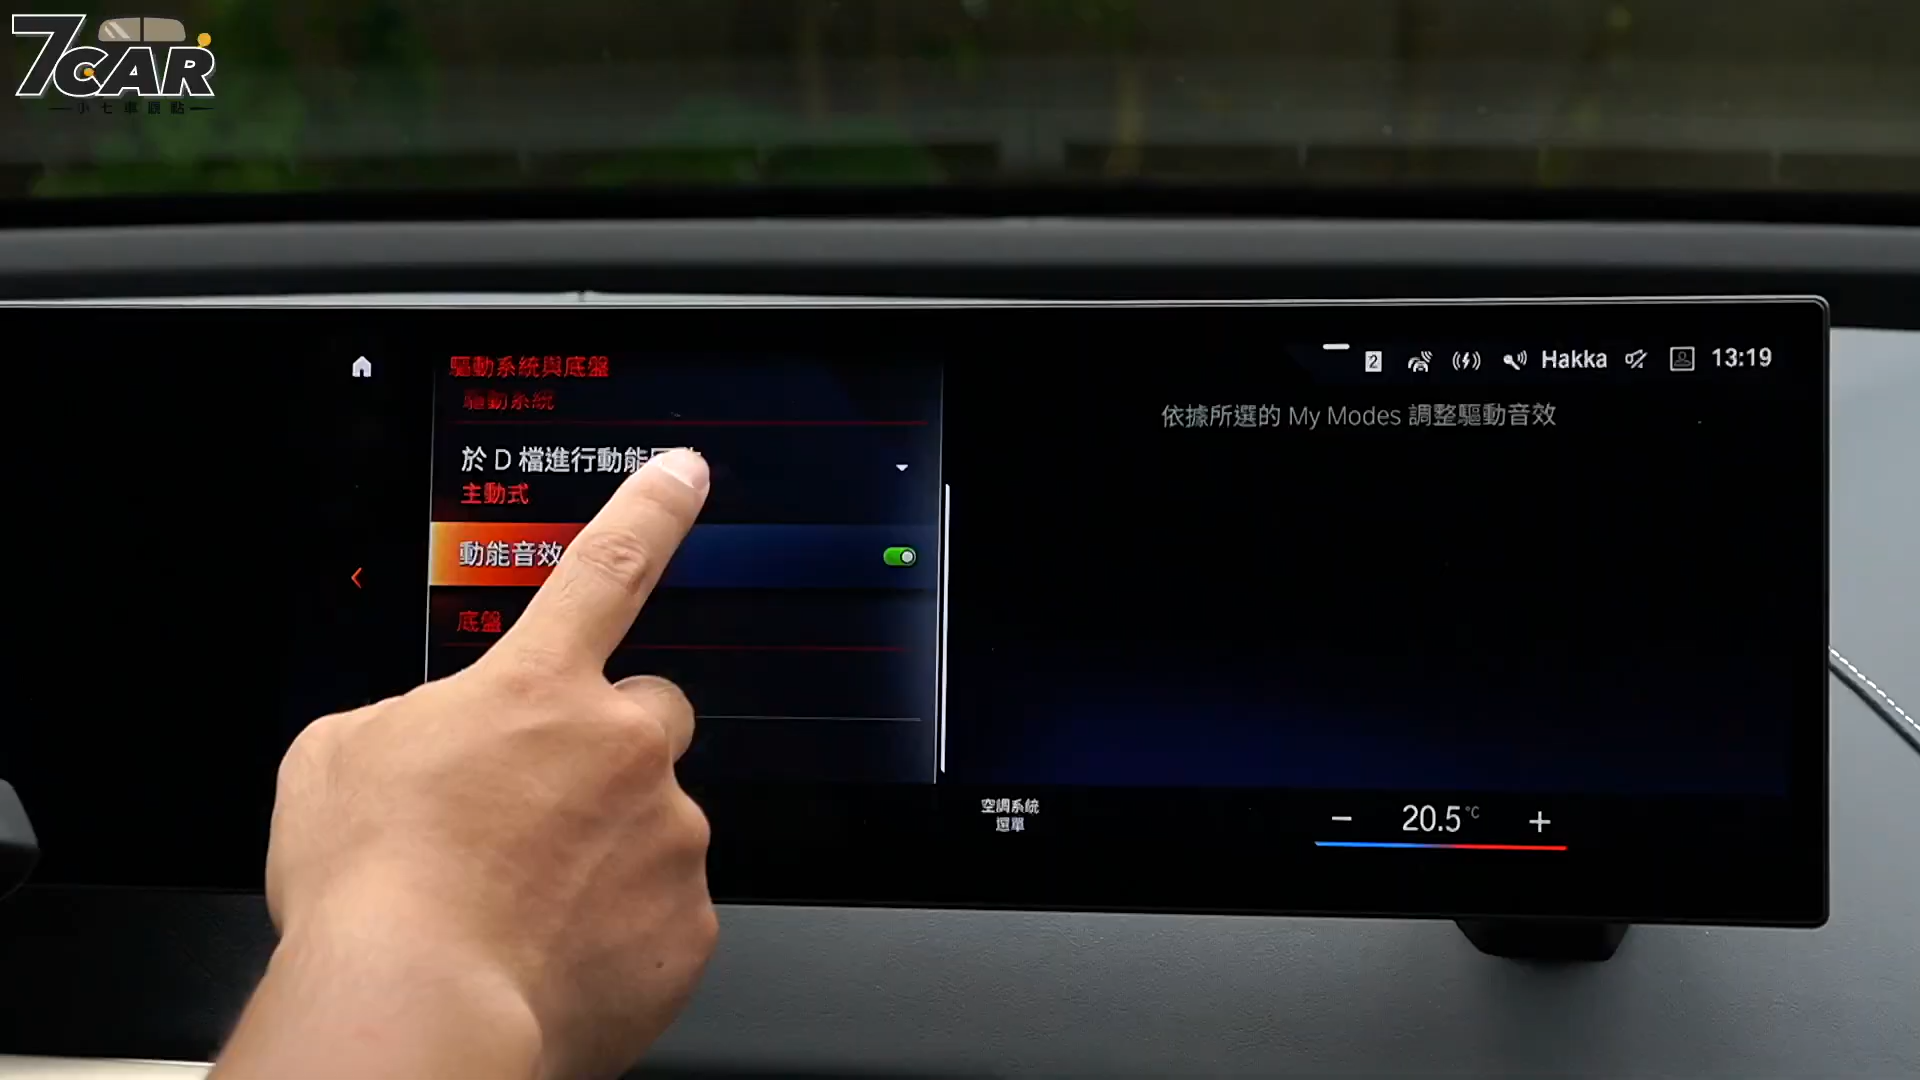 7CAR
小七車觀點
驅動系統與底盤
驅動系統
於 D 檔進行動能
主動式
動能音效
底盤
2
Hakka
13:19
依據所選的 My Modes 調整驅動音效
空調系統
選單
− 20.5°C +